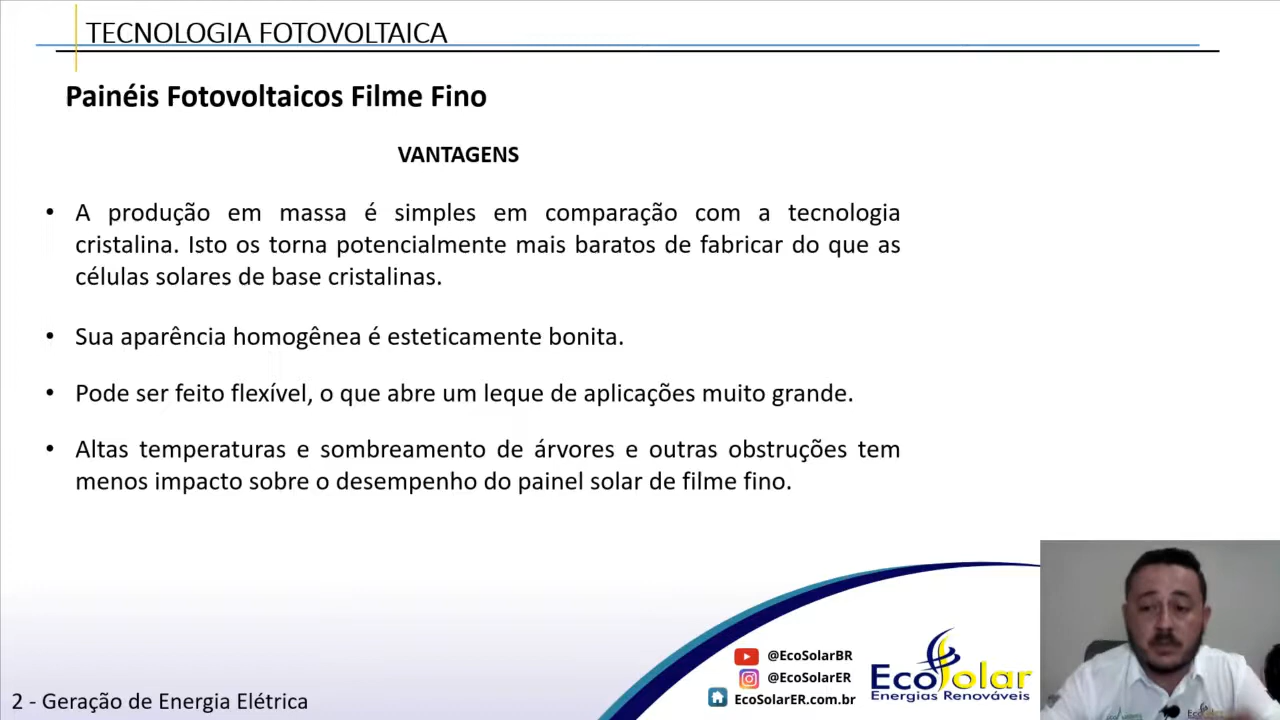 TECNOLOGIA FOTOVOLTAICA
Painéis Fotovoltaicos Filme Fino
VANTAGENS
• A produção em massa é simples em comparação com a tecnologia
cristalina. Isto os torna potencialmente mais baratos de fabricar do que as
células solares de base cristalinas.
• Sua aparência homogênea é esteticamente bonita.
• Pode ser feito flexível, o que abre um leque de aplicações muito grande.
• Altas temperaturas e sombreamento de árvores e outras obstruções tem
menos impacto sobre o desempenho do painel solar de filme fino.
@EcoSolarBR
@EcoSolarER
EcoSolarER.com.br
EcoSolar
Energias Renováveis
2 - Geração de Energia Elétrica